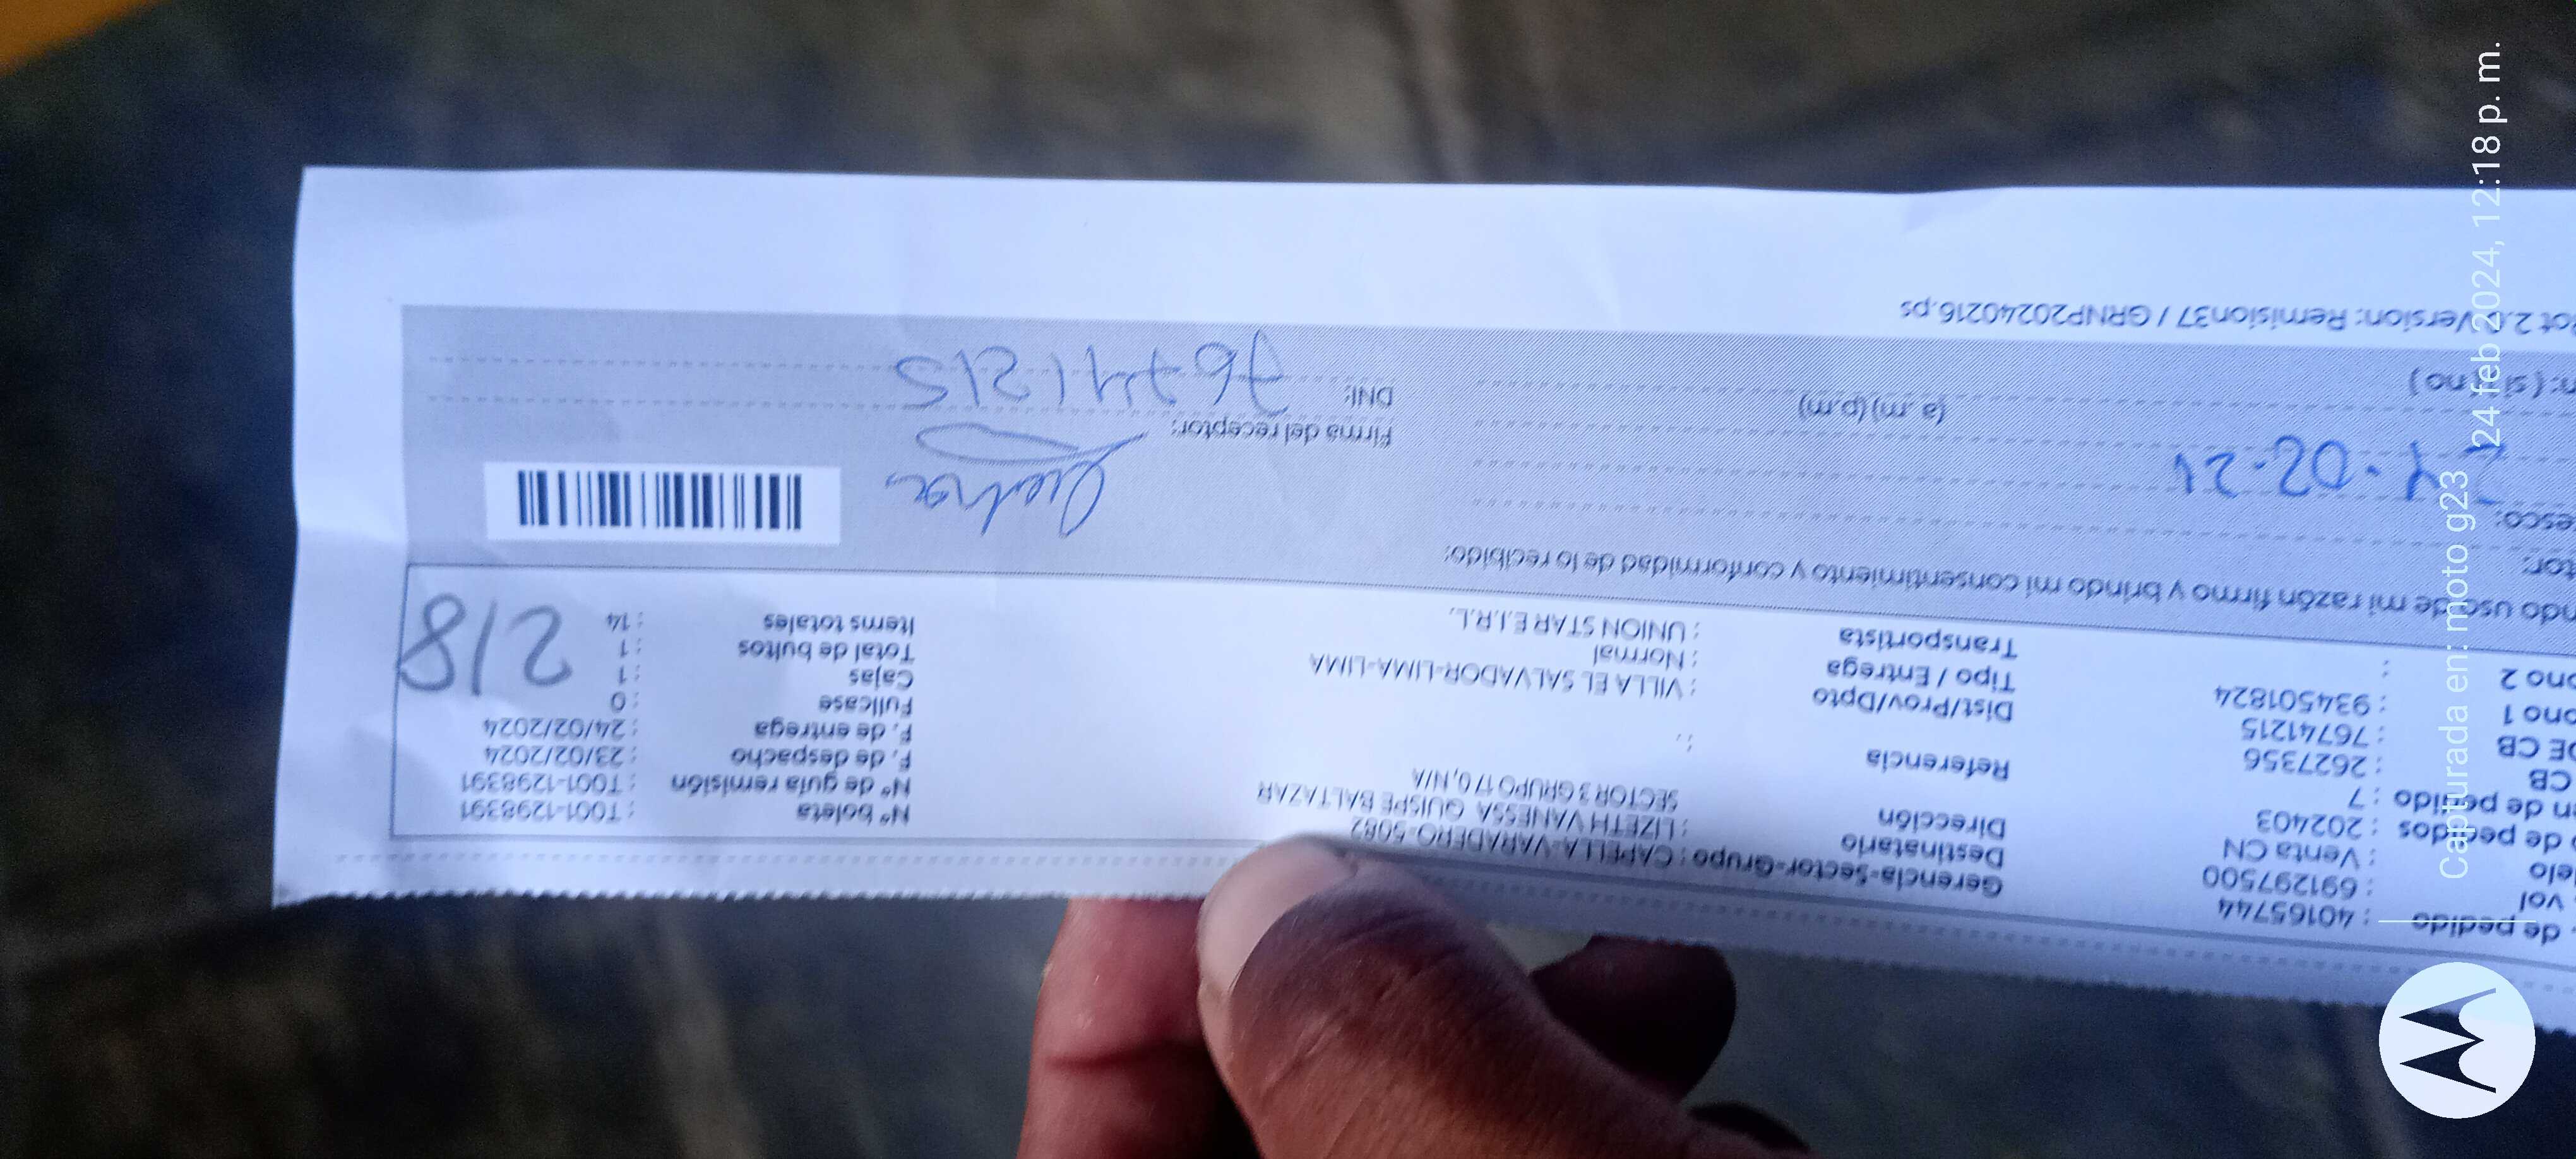 de pedido : 40165744
vol : 691297500
elo : Venta CN
de pedidos : 202403
n de pedido : 7
CB : 2627356
DE CB : 76741215
ono 1 : 934501824
ono 2 :
Gerencia-Sector-Grupo : CAPELLA-VARADERO-5082
Destinatario : LIZETH VANESSA QUISPE BALTAZAR
Dirección SECTOR 3 GRUPO 17 0, N/A
Referencia : .
Dist/Prov/Dpto : VILLA EL SALVADOR-LIMA-LIMA
Tipo / Entrega : Normal
Transportista : UNION STAR E.I.R.L.
Nº boleta : T001-1298391
Nº de guía remisión : T001-1298391
F. de despacho : 23/02/2024
F. de entrega : 24/02/2024
Fullcase : 0
Cajas : 1
Total de bultos : 1
Items totales : 14
218
ndo uso de mi razón firmo y brindo mi consentimiento y conformidad de lo recibido:
tor:
esco:
4-02-24
(a.m)(p.m)
n: (si)(no)
Firma del receptor:
DNI: 76741215
ot 2.0 Version: Remision37 / GRNP20240216.ps
Capturada en: moto g23
24 feb 2024, 12:18 p. m.